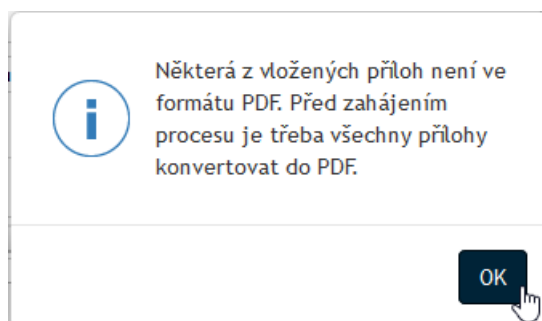 Některá z vložených příloh není ve
formátu PDF. Před zahájením
procesu je třeba všechny přílohy
konvertovat do PDF.
OK